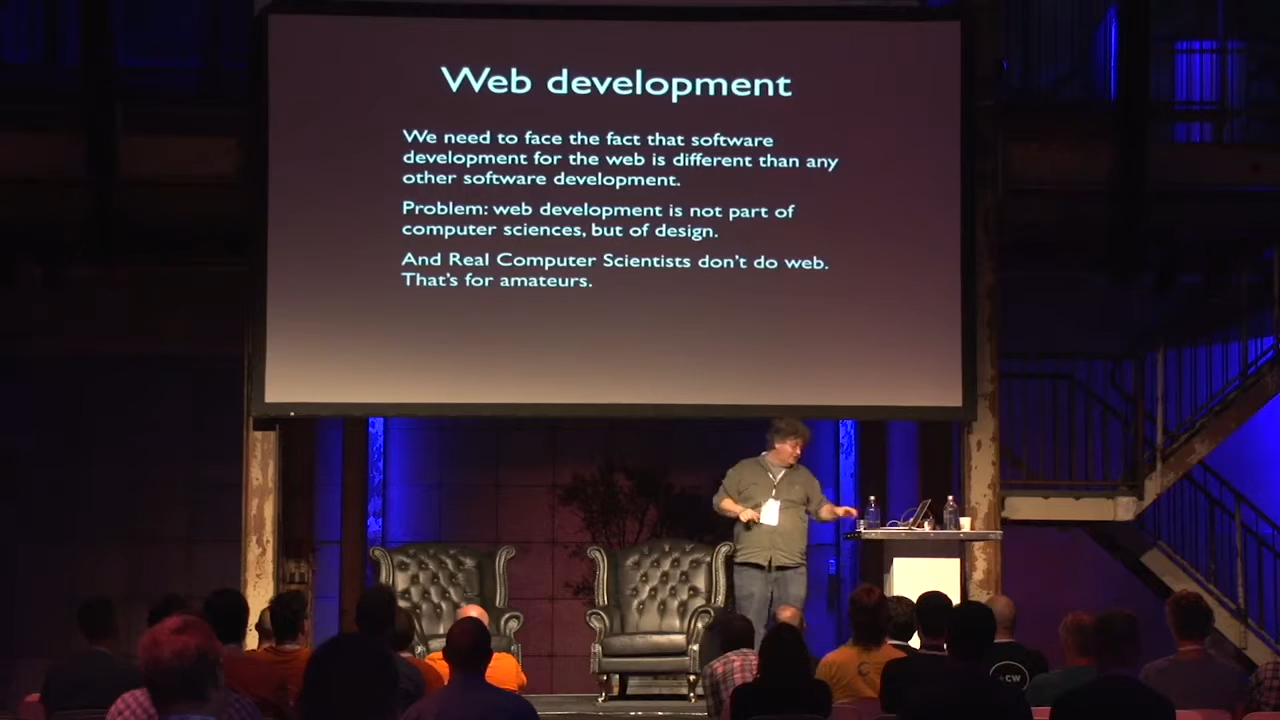 Web development
We need to face the fact that software
development for the web is different than any
other software development.
Problem: web development is not part of
computer sciences, but of design.
And Real Computer Scientists don't do web.
That's for amateurs.
+CW